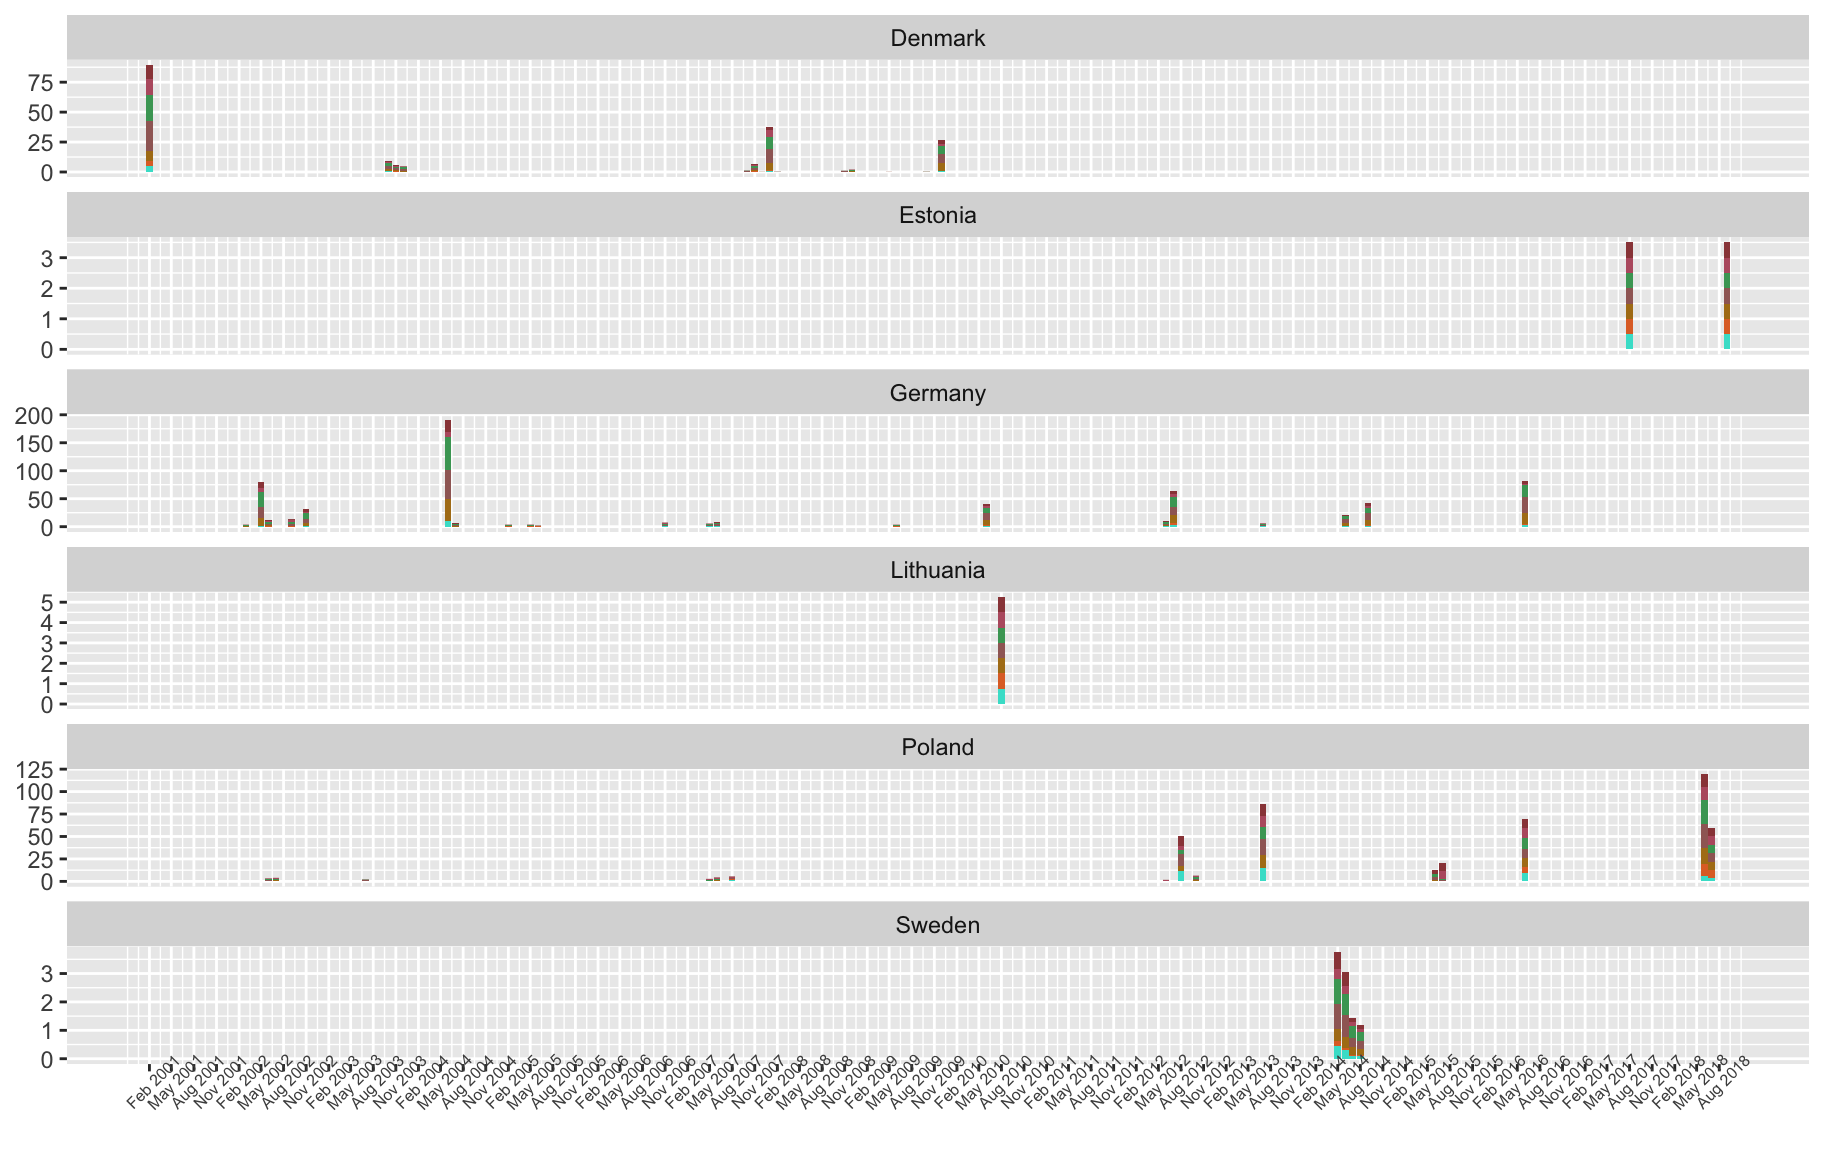 Denmark
75
50
25
0
Estonia
3
2
1
0
Germany
200
150
100
50
0
Lithuania
5
4
3
2
1
0
Poland
125
100
75
50
25
0
Sweden
3
2
1
0
Feb 2001
May 2001
Aug 2001
Nov 2001
Feb 2002
May 2002
Aug 2002
Nov 2002
Feb 2003
May 2003
Aug 2003
Nov 2003
Feb 2004
May 2004
Aug 2004
Nov 2004
Feb 2005
May 2005
Aug 2005
Nov 2005
Feb 2006
May 2006
Aug 2006
Nov 2006
Feb 2007
May 2007
Aug 2007
Nov 2007
Feb 2008
May 2008
Aug 2008
Nov 2008
Feb 2009
May 2009
Aug 2009
Nov 2009
Feb 2010
May 2010
Aug 2010
Nov 2010
Feb 2011
May 2011
Aug 2011
Nov 2011
Feb 2012
May 2012
Aug 2012
Nov 2012
Feb 2013
May 2013
Aug 2013
Nov 2013
Feb 2014
May 2014
Aug 2014
Nov 2014
Feb 2015
May 2015
Aug 2015
Nov 2015
Feb 2016
May 2016
Aug 2016
Nov 2016
Feb 2017
May 2017
Aug 2017
Nov 2017
Feb 2018
May 2018
Aug 2018